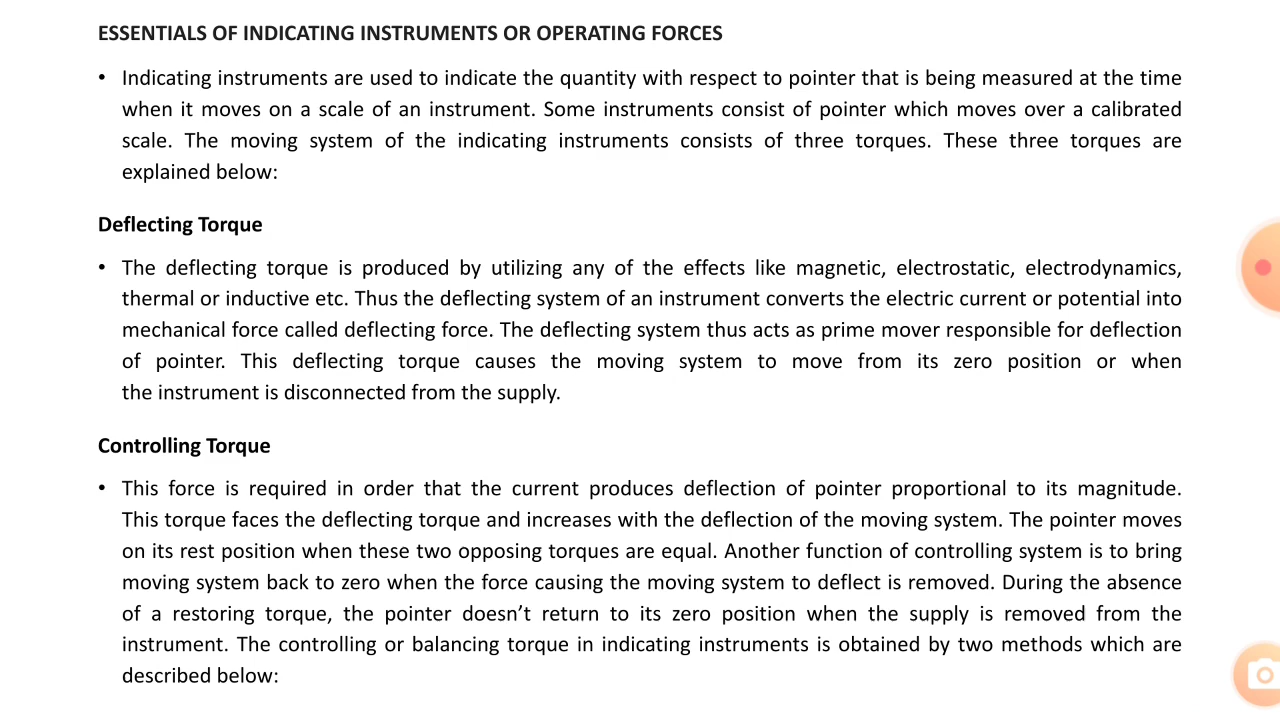 ESSENTIALS OF INDICATING INSTRUMENTS OR OPERATING FORCES
• Indicating instruments are used to indicate the quantity with respect to pointer that is being measured at the time
when it moves on a scale of an instrument. Some instruments consist of pointer which moves over a calibrated
scale. The moving system of the indicating instruments consists of three torques. These three torques are
explained below:
Deflecting Torque
• The deflecting torque is produced by utilizing any of the effects like magnetic, electrostatic, electrodynamics,
thermal or inductive etc. Thus the deflecting system of an instrument converts the electric current or potential into
mechanical force called deflecting force. The deflecting system thus acts as prime mover responsible for deflection
of pointer. This deflecting torque causes the moving system to move from its zero position or when
the instrument is disconnected from the supply.
Controlling Torque
• This force is required in order that the current produces deflection of pointer proportional to its magnitude.
This torque faces the deflecting torque and increases with the deflection of the moving system. The pointer moves
on its rest position when these two opposing torques are equal. Another function of controlling system is to bring
moving system back to zero when the force causing the moving system to deflect is removed. During the absence
of a restoring torque, the pointer doesn’t return to its zero position when the supply is removed from the
instrument. The controlling or balancing torque in indicating instruments is obtained by two methods which are
described below: